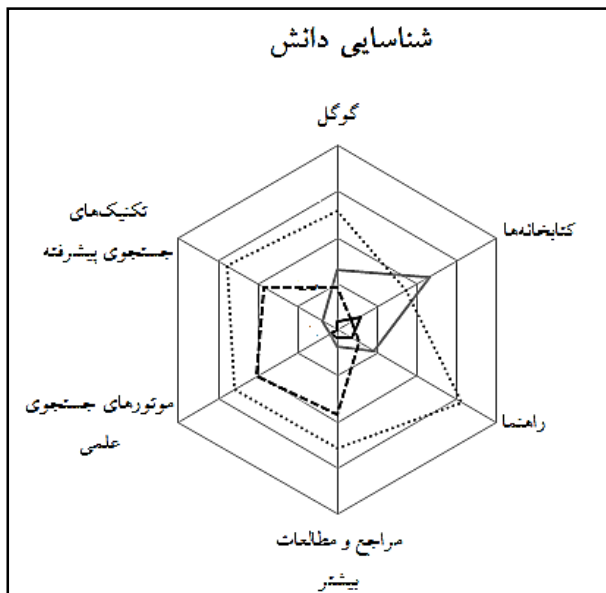 شناسایی دانش
گوگل
کتابخانه‌ها
راهنما
مراجع و مطالعات
بیشتر
موتورهای جستجوی
علمی
تکنیک‌های
جستجوی پیشرفته